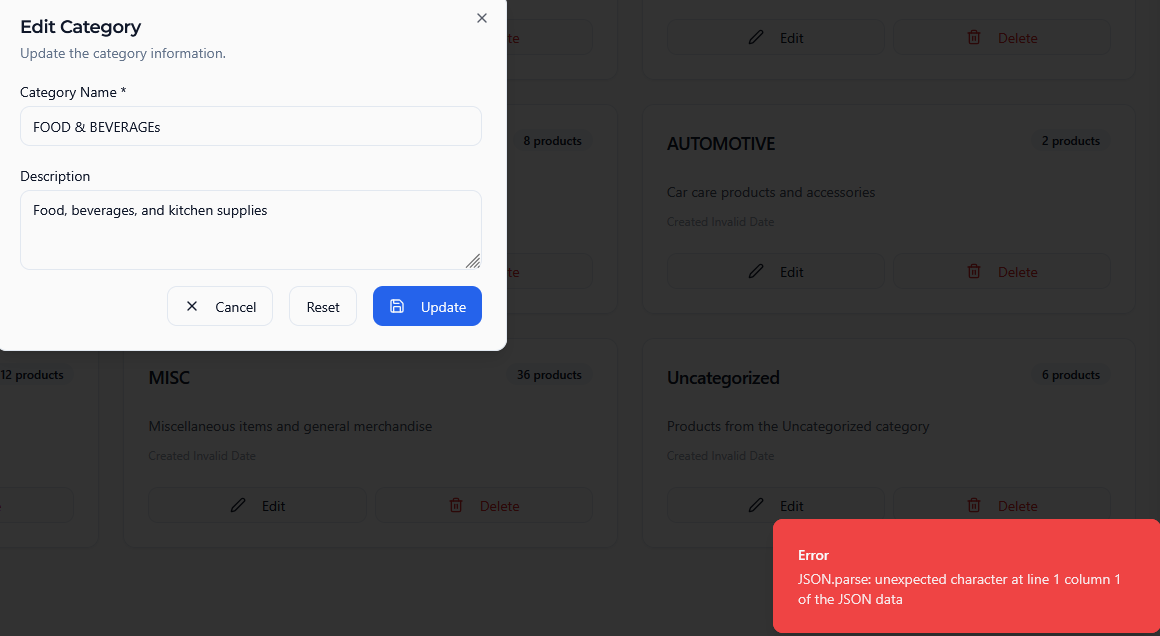 Edit Category
Update the category information.
Category Name *
FOOD & BEVERAGEs
Description
Food, beverages, and kitchen supplies
Cancel
Reset
Update
Edit
Delete
8 products
AUTOMOTIVE
2 products
Car care products and accessories
Created Invalid Date
Edit
Delete
12 products
MISC
36 products
Miscellaneous items and general merchandise
Created Invalid Date
Edit
Delete
Uncategorized
6 products
Products from the Uncategorized category
Created Invalid Date
Edit
Delete
Error
JSON.parse: unexpected character at line 1 column 1
of the JSON data